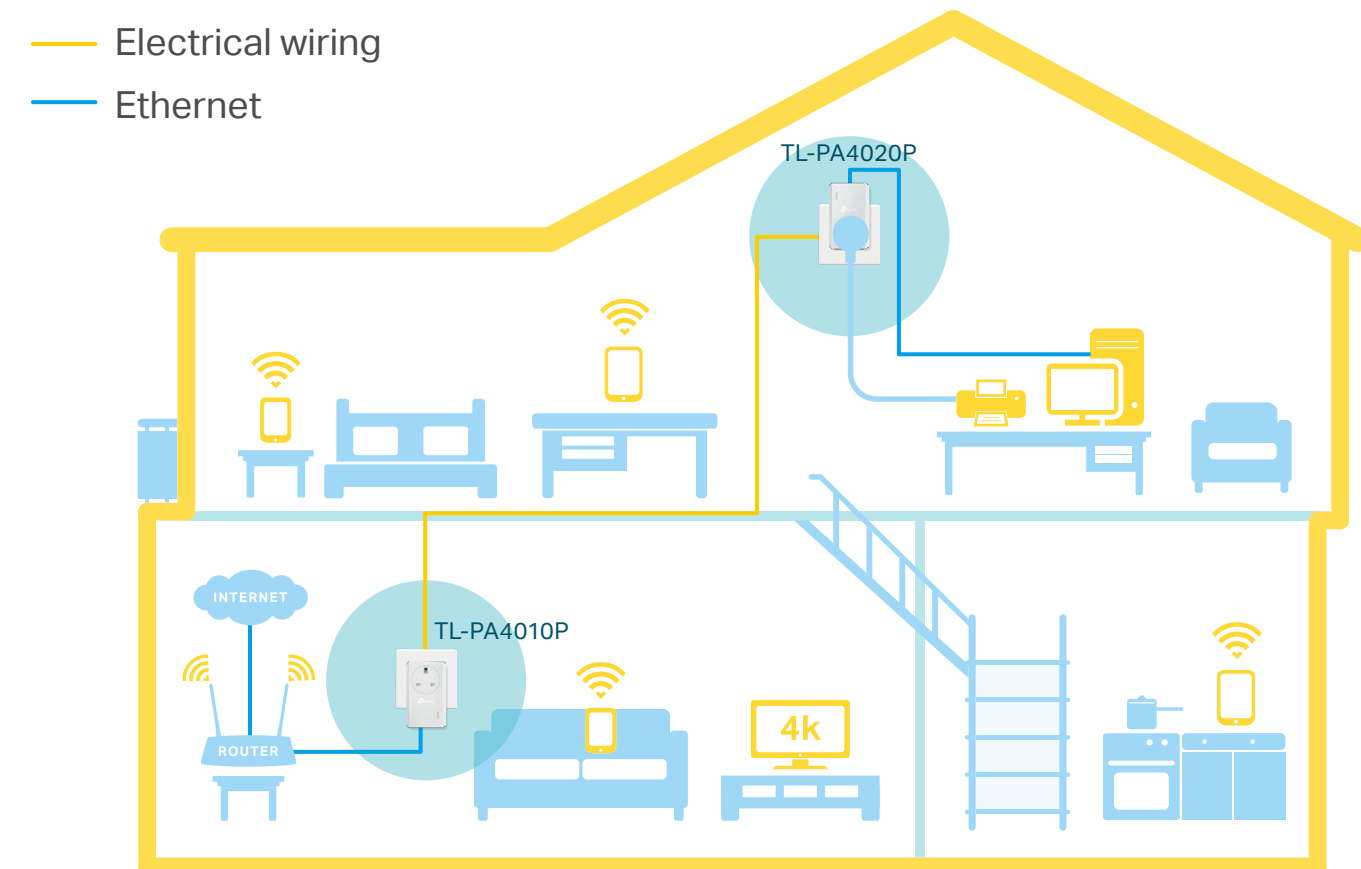 Electrical wiring
Ethernet
TL-PA4020P
INTERNET
TL-PA4010P
4k
ROUTER